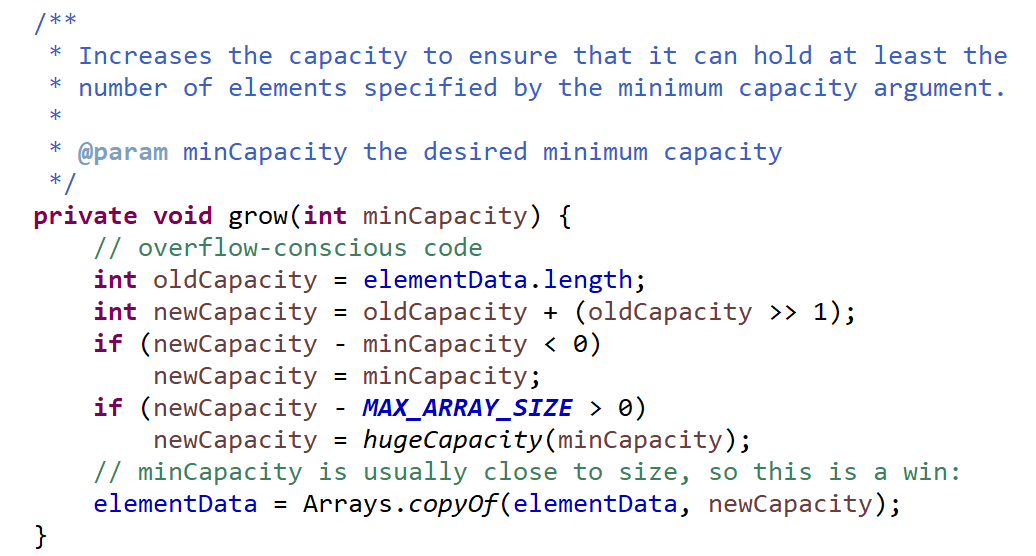 /**
 * Increases the capacity to ensure that it can hold at least the
 * number of elements specified by the minimum capacity argument.
 *
 * @param minCapacity the desired minimum capacity
 */
private void grow(int minCapacity) {
    // overflow-conscious code
    int oldCapacity = elementData.length;
    int newCapacity = oldCapacity + (oldCapacity >> 1);
    if (newCapacity - minCapacity < 0)
        newCapacity = minCapacity;
    if (newCapacity - MAX_ARRAY_SIZE > 0)
        newCapacity = hugeCapacity(minCapacity);
    // minCapacity is usually close to size, so this is a win:
    elementData = Arrays.copyOf(elementData, newCapacity);
}